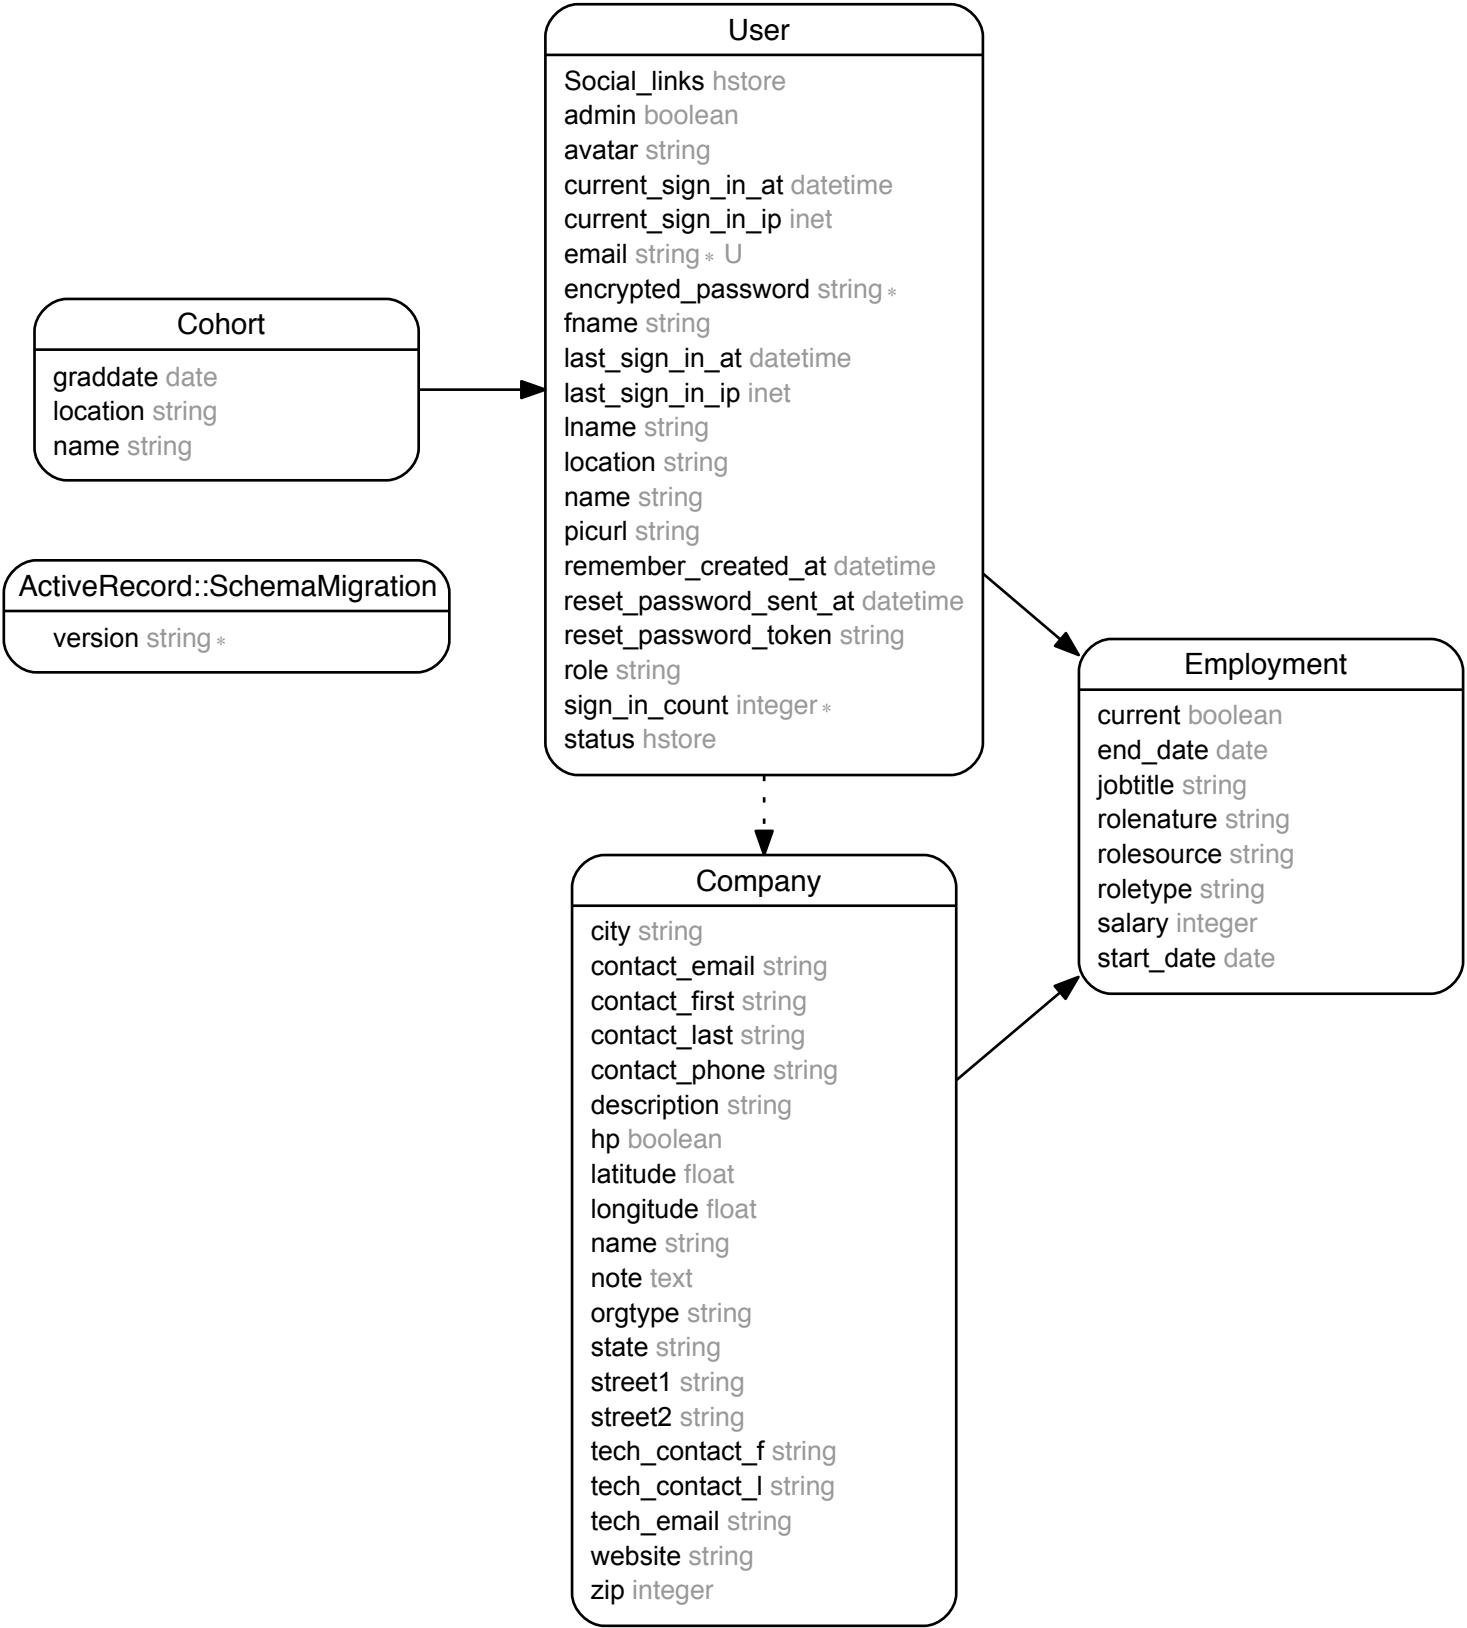 User
Social_links hstore
admin boolean
avatar string
current_sign_in_at datetime
current_sign_in_ip inet
email string* U
encrypted_password string*
fname string
last_sign_in_at datetime
last_sign_in_ip inet
lname string
location string
name string
picurl string
remember_created_at datetime
reset_password_sent_at datetime
reset_password_token string
role string
sign_in_count integer*
status hstore
Cohort
graddate date
location string
name string
ActiveRecord::SchemaMigration
version string*
Employment
current boolean
end_date date
jobtitle string
rolenature string
rolesource string
roletype string
salary integer
start_date date
Company
city string
contact_email string
contact_first string
contact_last string
contact_phone string
description string
hp boolean
latitude float
longitude float
name string
note text
orgtype string
state string
street1 string
street2 string
tech_contact_f string
tech_contact_l string
tech_email string
website string
zip integer